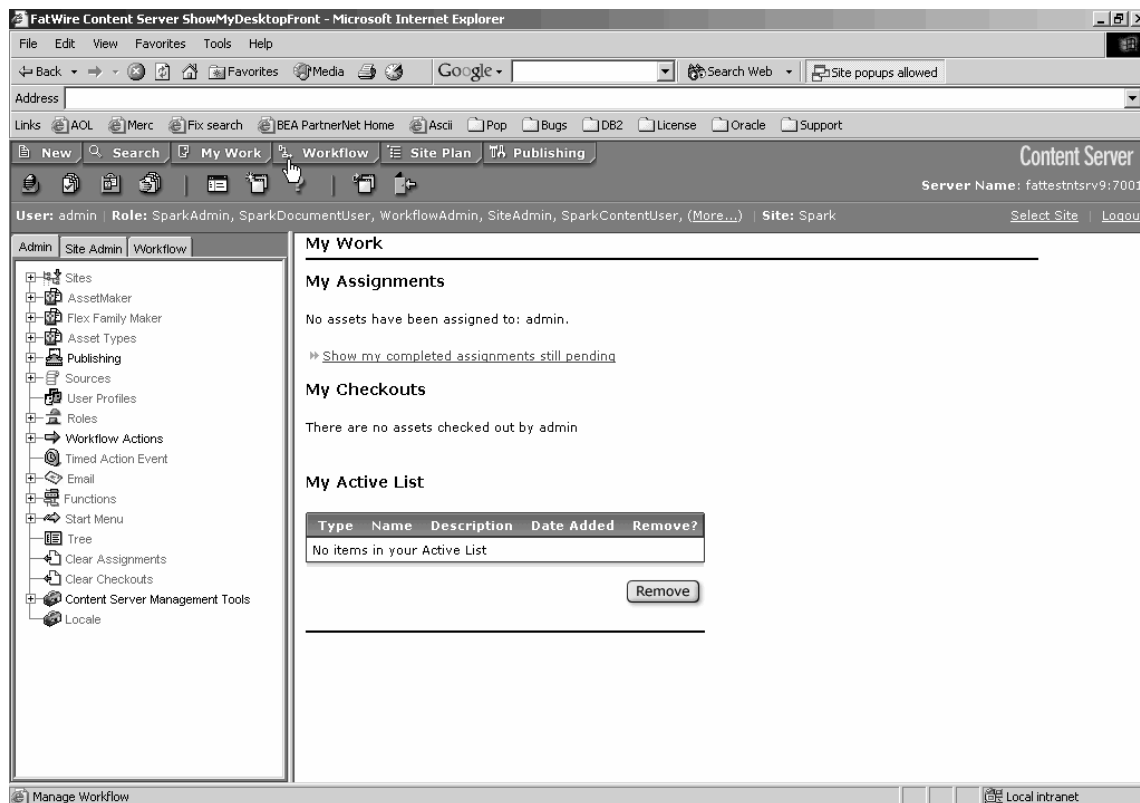 FatWire Content Server ShowMyDesktopFront - Microsoft Internet Explorer
File Edit View Favorites Tools Help
Back Favorites Media Google Search Web Site popups allowed
Address
Links AOL Merc Fix search BEA PartnerNet Home Ascii Pop Bugs DB2 License Oracle Support
New Search My Work Workflow Site Plan Publishing Content Server
Server Name: fattestntsrv9:7001
User: admin | Role: SparkAdmin, SparkDocumentUser, WorkflowAdmin, SiteAdmin, SparkContentUser, (More...) | Site: Spark Select Site | Logou
Admin Site Admin Workflow
Sites
AssetMaker
Flex Family Maker
Asset Types
Publishing
Sources
User Profiles
Roles
Workflow Actions
Timed Action Event
Email
Functions
Start Menu
Tree
Clear Assignments
Clear Checkouts
Content Server Management Tools
Locale
My Work
My Assignments
No assets have been assigned to: admin.
Show my completed assignments still pending
My Checkouts
There are no assets checked out by admin
My Active List
Type Name Description Date Added Remove?
No items in your Active List
Remove
Manage Workflow Local intranet